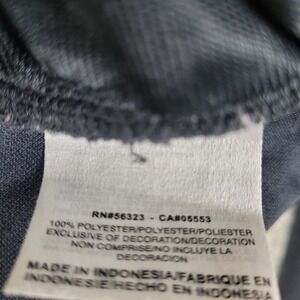 RN#56323 - CA#05553
100% POLYESTER/POLYESTER/POLIESTER
EXCLUSIVE OF DECORATION/DECORATION
NON COMPRISE/NO INCLUYE LA
DECORACION
MADE IN INDONESIA/FABRIQUE EN
INDONESIE/HECHO EN INDONESIA